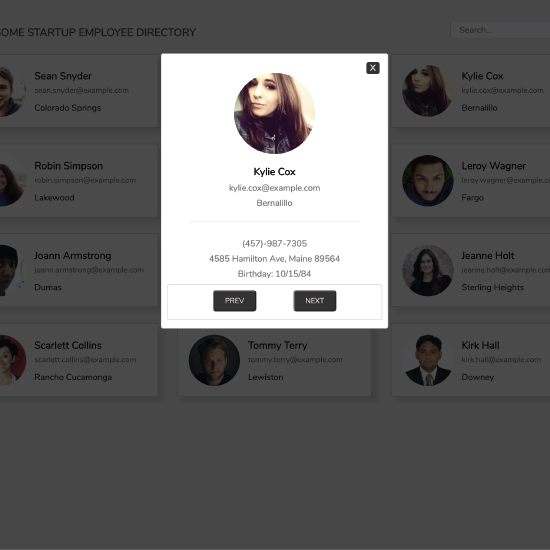 OME STARTUP EMPLOYEE DIRECTORY
Search...
Sean Snyder
sean.snyder@example.com
Colorado Springs
X
Kylie Cox
kylie.cox@example.com
Bernalillo
(457)-987-7305
4585 Hamilton Ave, Maine 89564
Birthday: 10/15/84
PREV
NEXT
Kylie Cox
kylie.cox@example.com
Bernalillo
Robin Simpson
robin.simpson@example.com
Lakewood
Leroy Wagner
leroy.wagner@example.co
Fargo
Joann Armstrong
joann.armstrong@example.com
Dumas
Jeanne Holt
jeanne.holt@example.com
Sterling Heights
Scarlett Collins
scarlett.collins@example.com
Rancho Cucamonga
Tommy Terry
tommy.terry@example.com
Lewiston
Kirk Hall
kirk.hall@example.com
Downey